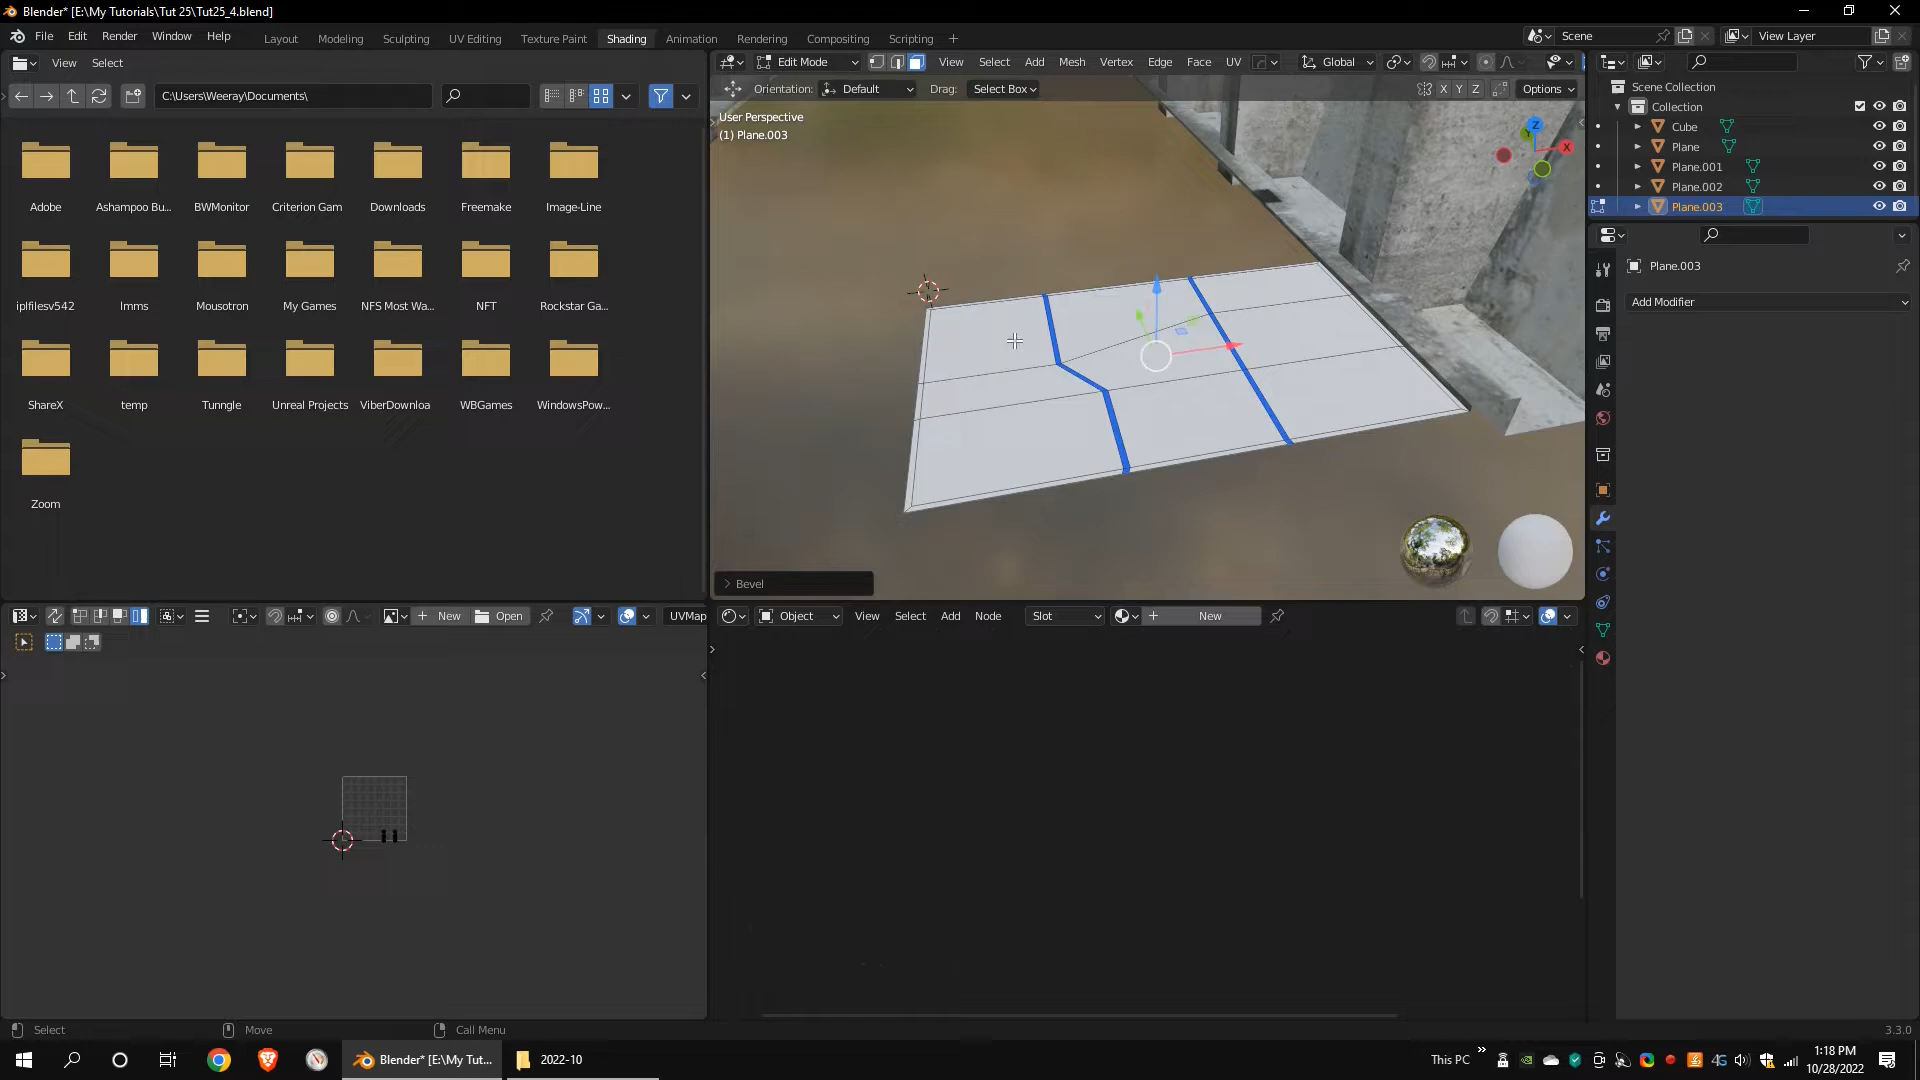 Blender* [E:\My Tutorials\Tut 25\Tut25_4.blend]
File Edit Render Window Help
Layout Modeling Sculpting UV Editing Texture Paint Shading Animation Rendering Compositing Scripting
Scene
View Layer
View Select
C:\Users\Weeray\Documents\
Adobe Ashampoo Bu... BWMonitor Criterion Gam Downloads Freemake Image-Line
iplfilesv542 Imms Mousotron My Games NFS Most Wa... NFT Rockstar Ga...
ShareX temp Tunngle Unreal Projects ViberDownloa WBGames WindowsPow...
Zoom
Edit Mode View Select Add Mesh Vertex Edge Face UV Global
Orientation: Default Drag: Select Box X Y Z Options
User Perspective
(1) Plane.003
Z
Y
X
Bevel
Scene Collection
Collection
Cube
Plane
Plane.001
Plane.002
Plane.003
Plane.003
Add Modifier
New Open UVMap
Object View Select Add Node Slot New
Select Move Call Menu 3.3.0
Blender* [E:\My Tut... 2022-10 This PC 4G
1:18 PM
10/28/2022